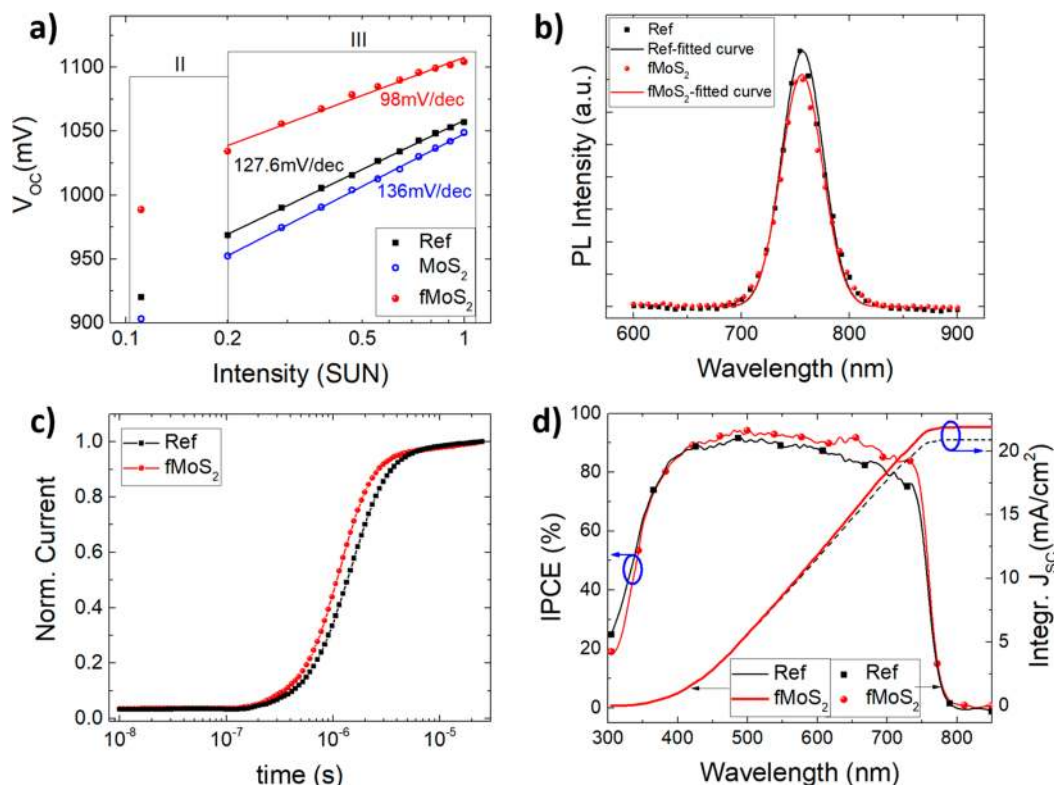 a)
II
III
1100
1050
1000
950
900
V_OC(mV)
98mV/dec
127.6mV/dec
136mV/dec
Ref
MoS₂
fMoS₂
0.1
0.2
0.5
1
Intensity (SUN)
b)
Ref
Ref-fitted curve
fMoS₂
fMoS₂-fitted curve
PL Intensity (a.u.)
600
700
800
900
Wavelength (nm)
c)
Ref
fMoS₂
1.0
0.8
0.6
0.4
0.2
0.0
Norm. Current
10⁻⁸
10⁻⁷
10⁻⁶
10⁻⁵
time (s)
d)
100
80
60
40
20
0
IPCE (%)
20
15
10
5
0
Integr. J_SC(mA/cm²)
Ref
fMoS₂
Ref
fMoS₂
300
400
500
600
700
800
Wavelength (nm)